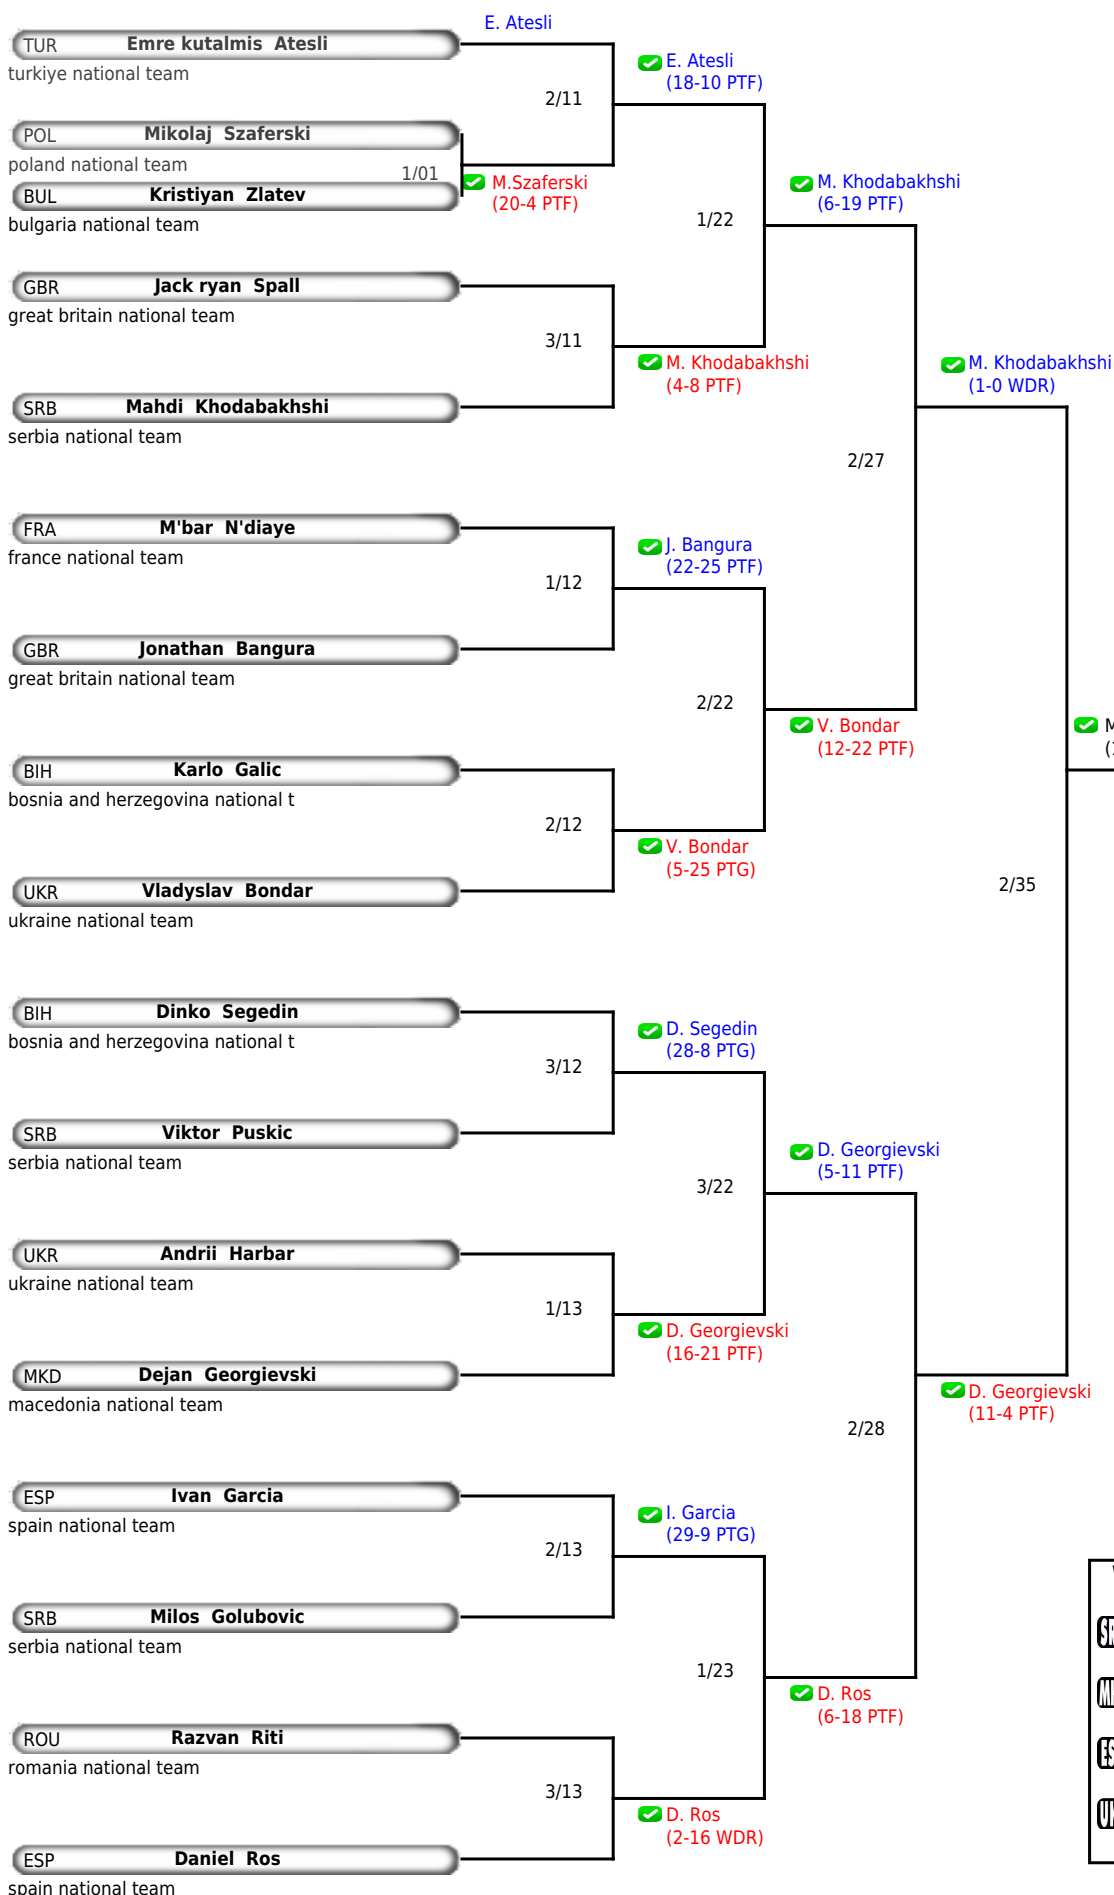 E. Atesli
TUR Emre kutalmis Atesli
turkiye national team
E. Atesli
(18-10 PTF)
2/11
POL Mikolaj Szaferski
poland national team
1/01
M.Szaferski
(20-4 PTF)
BUL Kristiyan Zlatev
bulgaria national team
M. Khodabakhshi
(6-19 PTF)
1/22
GBR Jack ryan Spall
great britain national team
3/11
M. Khodabakhshi
(4-8 PTF)
M. Khodabakhshi
(1-0 WDR)
SRB Mahdi Khodabakhshi
serbia national team
2/27
FRA M'bar N'diaye
france national team
J. Bangura
(22-25 PTF)
1/12
GBR Jonathan Bangura
great britain national team
2/22
V. Bondar
(12-22 PTF)
M
BIH Karlo Galic
bosnia and herzegovina national t
2/12
V. Bondar
(5-25 PTG)
UKR Vladyslav Bondar
ukraine national team
2/35
BIH Dinko Segedin
bosnia and herzegovina national t
D. Segedin
(28-8 PTG)
3/12
SRB Viktor Puskic
serbia national team
D. Georgievski
(5-11 PTF)
3/22
UKR Andrii Harbar
ukraine national team
1/13
D. Georgievski
(16-21 PTF)
MKD Dejan Georgievski
macedonia national team
D. Georgievski
(11-4 PTF)
2/28
ESP Ivan Garcia
spain national team
I. Garcia
(29-9 PTG)
2/13
SRB Milos Golubovic
serbia national team
1/23
D. Ros
(6-18 PTF)
ROU Razvan Riti
romania national team
3/13
D. Ros
(2-16 WDR)
ESP Daniel Ros
spain national team